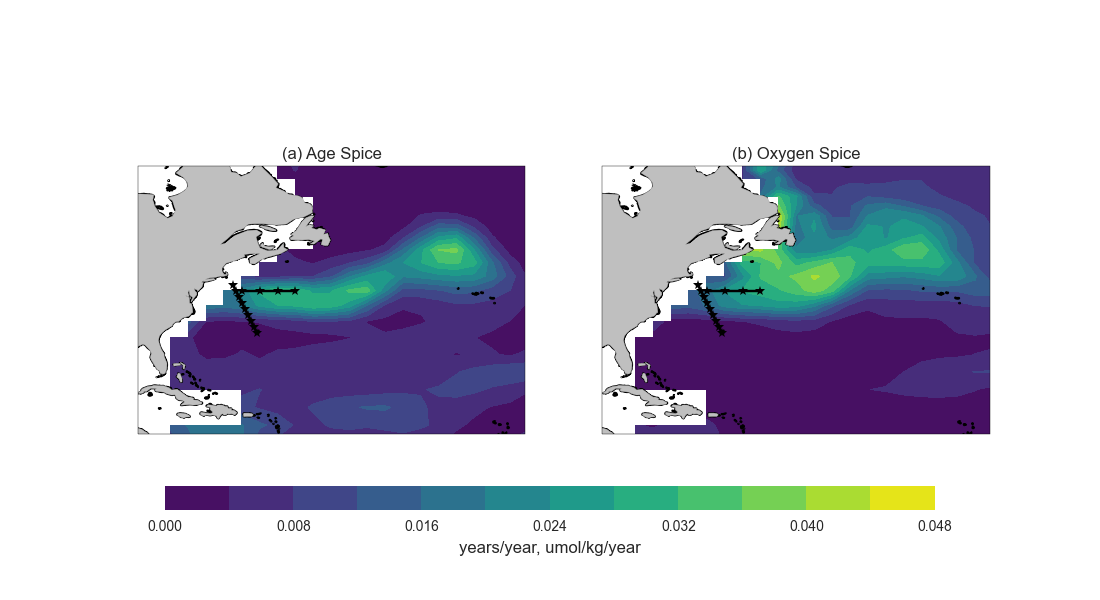 (a) Age Spice
(b) Oxygen Spice
0.000 0.008 0.016 0.024 0.032 0.040 0.048
years/year, umol/kg/year